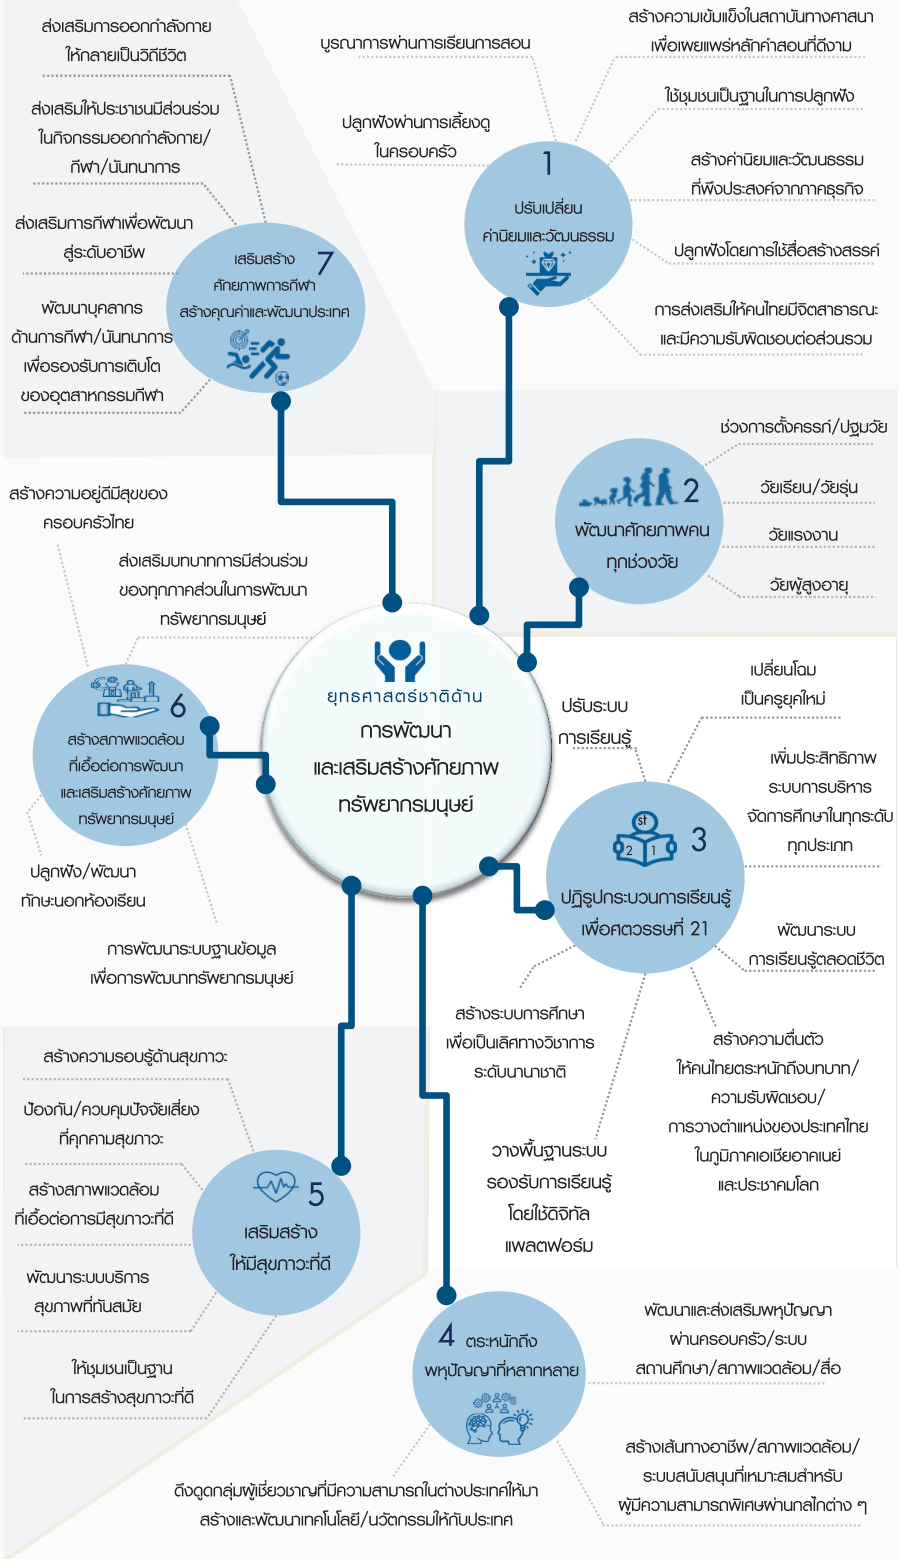 ยุทธศาสตร์ชาติด้าน
การพัฒนา
และเสริมสร้างศักยภาพ
ทรัพยากรมนุษย์
1
ปรับเปลี่ยน
ค่านิยมและวัฒนธรรม
ปลูกฝังผ่านการเลี้ยงดู
ในครอบครัว
บูรณาการผ่านการเรียนการสอน
สร้างความเข้มแข็งในสถาบันทางศาสนา
เพื่อเผยแพร่หลักคำสอนที่ดีงาม
ใช้ชุมชนเป็นฐานในการปลูกฝัง
สร้างค่านิยมและวัฒนธรรม
ที่พึงประสงค์จากภาคธุรกิจ
ปลูกฝังโดยการใช้สื่อสร้างสรรค์
การส่งเสริมให้คนไทยมีจิตสาธารณะ
และมีความรับผิดชอบต่อส่วนรวม
2
พัฒนาศักยภาพคน
ทุกช่วงวัย
ช่วงการตั้งครรภ์/ปฐมวัย
วัยเรียน/วัยรุ่น
วัยแรงงาน
วัยผู้สูงอายุ
st
2 1
3
ปฏิรูปกระบวนการเรียนรู้
เพื่อศตวรรษที่ 21
ปรับระบบ
การเรียนรู้
เปลี่ยนโฉม
เป็นครูยุคใหม่
เพิ่มประสิทธิภาพ
ระบบการบริหาร
จัดการศึกษาในทุกระดับ
ทุกประเภท
พัฒนาระบบ
การเรียนรู้ตลอดชีวิต
สร้างความตื่นตัว
ให้คนไทยตระหนักถึงบทบาท/
ความรับผิดชอบ/
การวางตำแหน่งของประเทศไทย
ในภูมิภาคเอเชียอาคเนย์
และประชาคมโลก
วางพื้นฐานระบบ
รองรับการเรียนรู้
โดยใช้ดิจิทัล
แพลตฟอร์ม
สร้างระบบการศึกษา
เพื่อเป็นเลิศทางวิชาการ
ระดับนานาชาติ
4 ตระหนักถึง
พหุปัญญาที่หลากหลาย
พัฒนาและส่งเสริมพหุปัญญา
ผ่านครอบครัว/ระบบ
สถานศึกษา/สภาพแวดล้อม/สื่อ
สร้างเส้นทางอาชีพ/สภาพแวดล้อม/
ระบบสนับสนุนที่เหมาะสมสำหรับ
ผู้มีความสามารถพิเศษผ่านกลไกต่าง ๆ
ดึงดูดกลุ่มผู้เชี่ยวชาญที่มีความสามารถในต่างประเทศให้มา
สร้างและพัฒนาเทคโนโลยี/นวัตกรรมให้กับประเทศ
5
เสริมสร้าง
ให้มีสุขภาวะที่ดี
สร้างความรอบรู้ด้านสุขภาวะ
ป้องกัน/ควบคุมปัจจัยเสี่ยง
ที่คุกคามสุขภาวะ
สร้างสภาพแวดล้อม
ที่เอื้อต่อการมีสุขภาวะที่ดี
พัฒนาระบบบริการ
สุขภาพที่ทันสมัย
ให้ชุมชนเป็นฐาน
ในการสร้างสุขภาวะที่ดี
6
สร้างสภาพแวดล้อม
ที่เอื้อต่อการพัฒนา
และเสริมสร้างศักยภาพ
ทรัพยากรมนุษย์
สร้างความอยู่ดีมีสุขของ
ครอบครัวไทย
ส่งเสริมบทบาทการมีส่วนร่วม
ของทุกภาคส่วนในการพัฒนา
ทรัพยากรมนุษย์
ปลูกฝัง/พัฒนา
ทักษะนอกห้องเรียน
การพัฒนาระบบฐานข้อมูล
เพื่อการพัฒนาทรัพยากรมนุษย์
7
เสริมสร้าง
ศักยภาพการกีฬา
สร้างคุณค่าและพัฒนาประเทศ
ส่งเสริมการออกกำลังกาย
ให้กลายเป็นวิถีชีวิต
ส่งเสริมให้ประชาชนมีส่วนร่วม
ในกิจกรรมออกกำลังกาย/
กีฬา/นันทนาการ
ส่งเสริมการกีฬาเพื่อพัฒนา
สู่ระดับอาชีพ
พัฒนาบุคลากร
ด้านการกีฬา/นันทนาการ
เพื่อรองรับการเติบโต
ของอุตสาหกรรมกีฬา